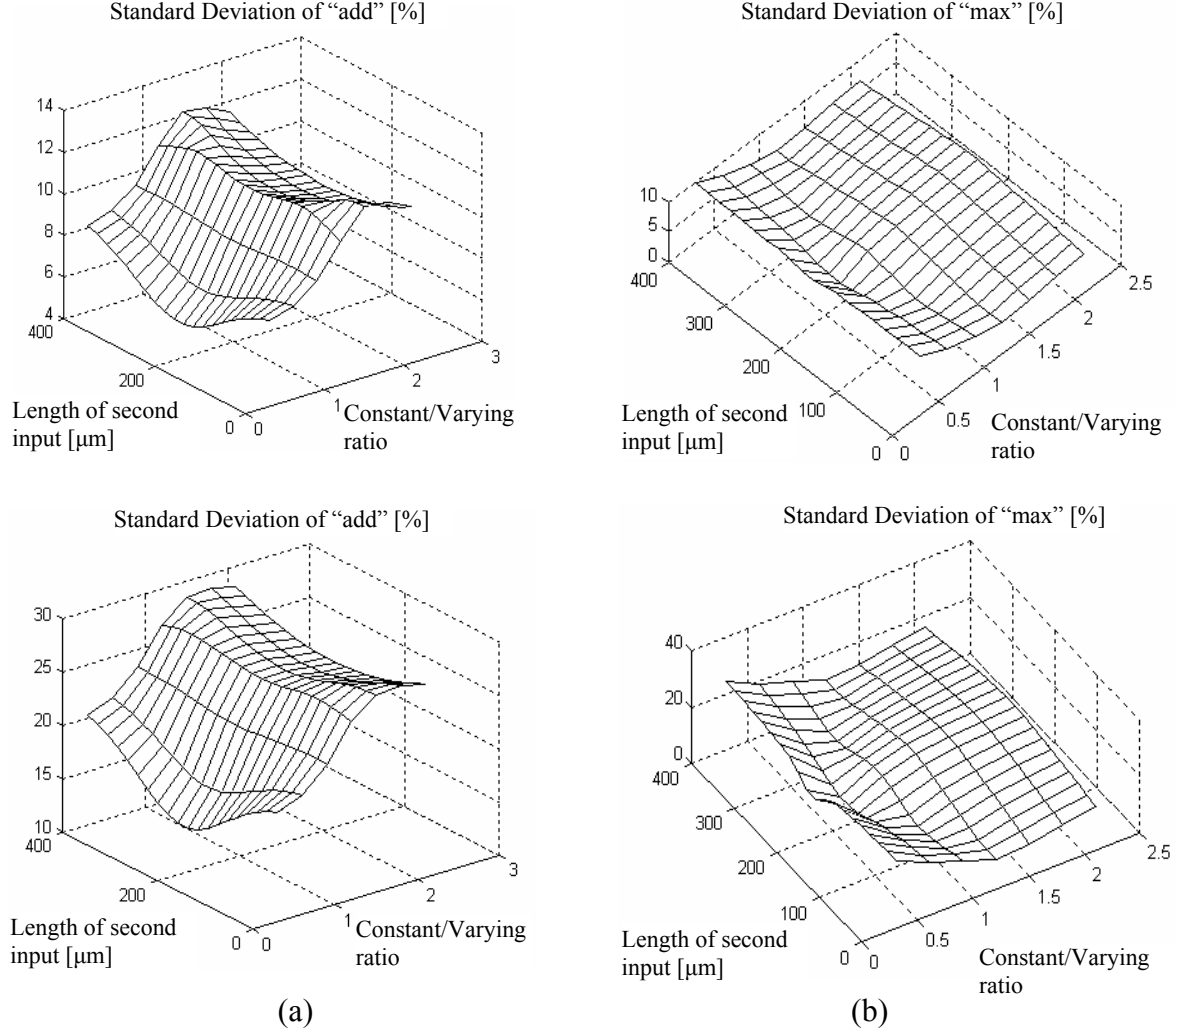 Standard Deviation of “add” [%]
14
12
10
8
6
4
400
200
0
0
1
2
3
Length of second
input [μm]
Constant/Varying
ratio
Standard Deviation of “max” [%]
10
5
0
400
300
200
100
0
0
0.5
1
1.5
2
2.5
Length of second
input [μm]
Constant/Varying
ratio
Standard Deviation of “add” [%]
30
25
20
15
10
400
200
0
0
1
2
3
Length of second
input [μm]
Constant/Varying
ratio
Standard Deviation of “max” [%]
40
20
0
400
300
200
100
0
0
0.5
1
1.5
2
2.5
Length of second
input [μm]
Constant/Varying
ratio
(a)
(b)